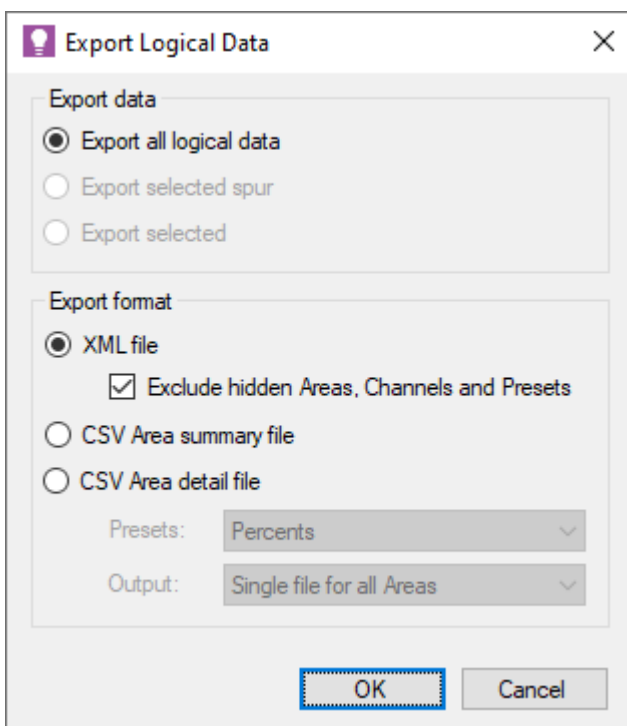 Export Logical Data
Export data
Export all logical data
Export selected spur
Export selected
Export format
XML file
Exclude hidden Areas, Channels and Presets
CSV Area summary file
CSV Area detail file
Presets: Percents
Output: Single file for all Areas
OK Cancel